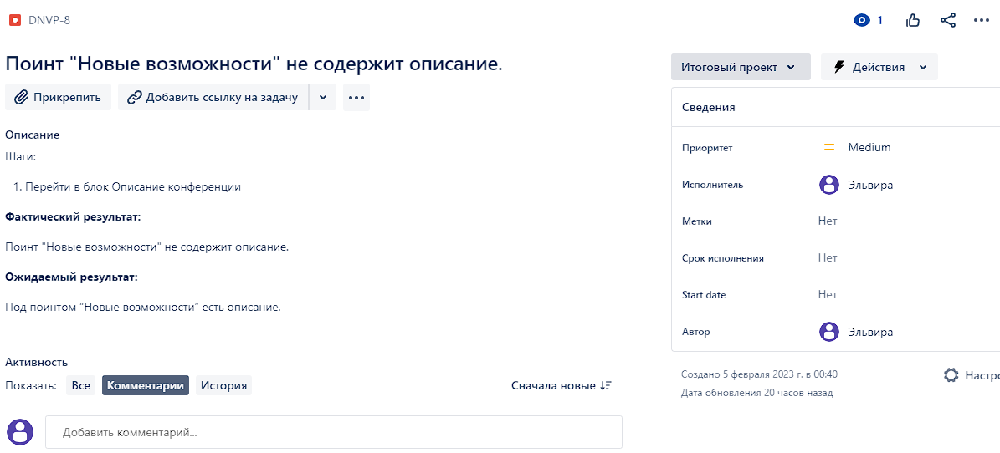 DNVP-8
1
Поинт "Новые возможности" не содержит описание.
Прикрепить
Добавить ссылку на задачу
Описание
Шаги:
1. Перейти в блок Описание конференции
Фактический результат:
Поинт "Новые возможности" не содержит описание.
Ожидаемый результат:
Под поинтом “Новые возможности” есть описание.
Активность
Показать: Все Комментарии История
Сначала новые
Добавить комментарий...
Итоговый проект
Действия
Сведения
Приоритет Medium
Исполнитель Эльвира
Метки Нет
Срок исполнения Нет
Start date Нет
Автор Эльвира
Создано 5 февраля 2023 г. в 00:40
Дата обновления 20 часов назад
Настро